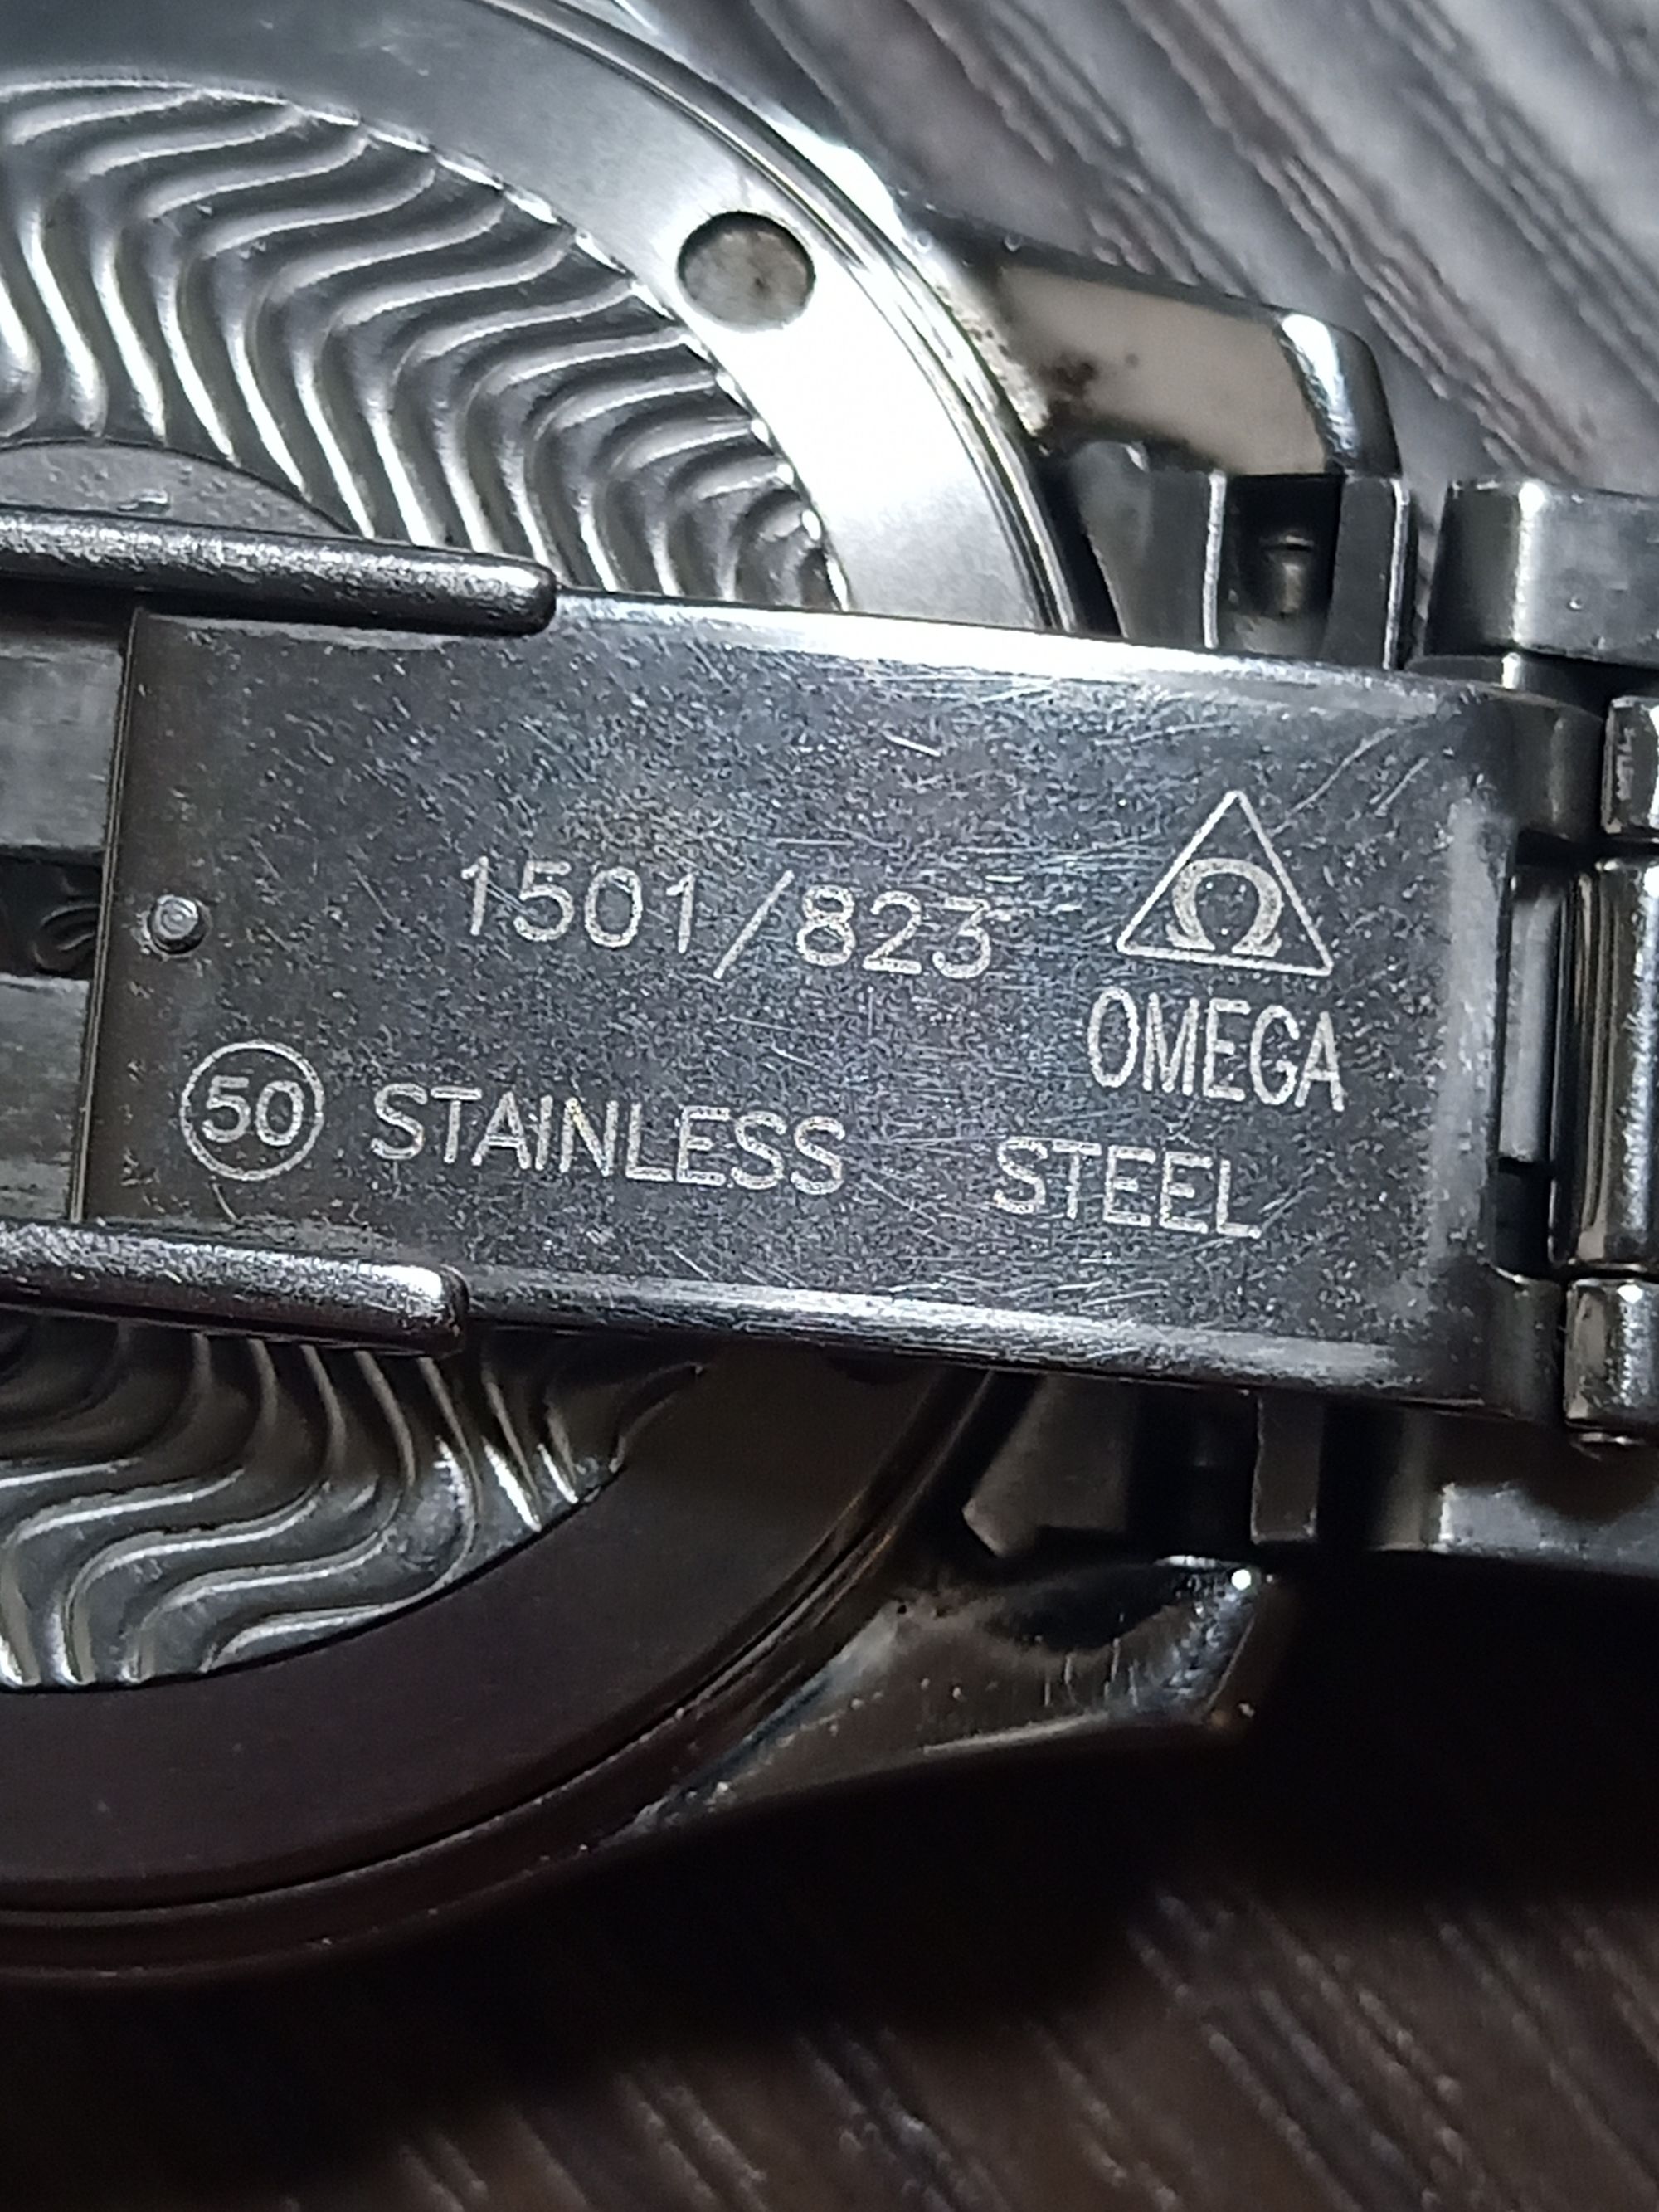 1501/823
Ω
OMEGA
50 STAINLESS STEEL